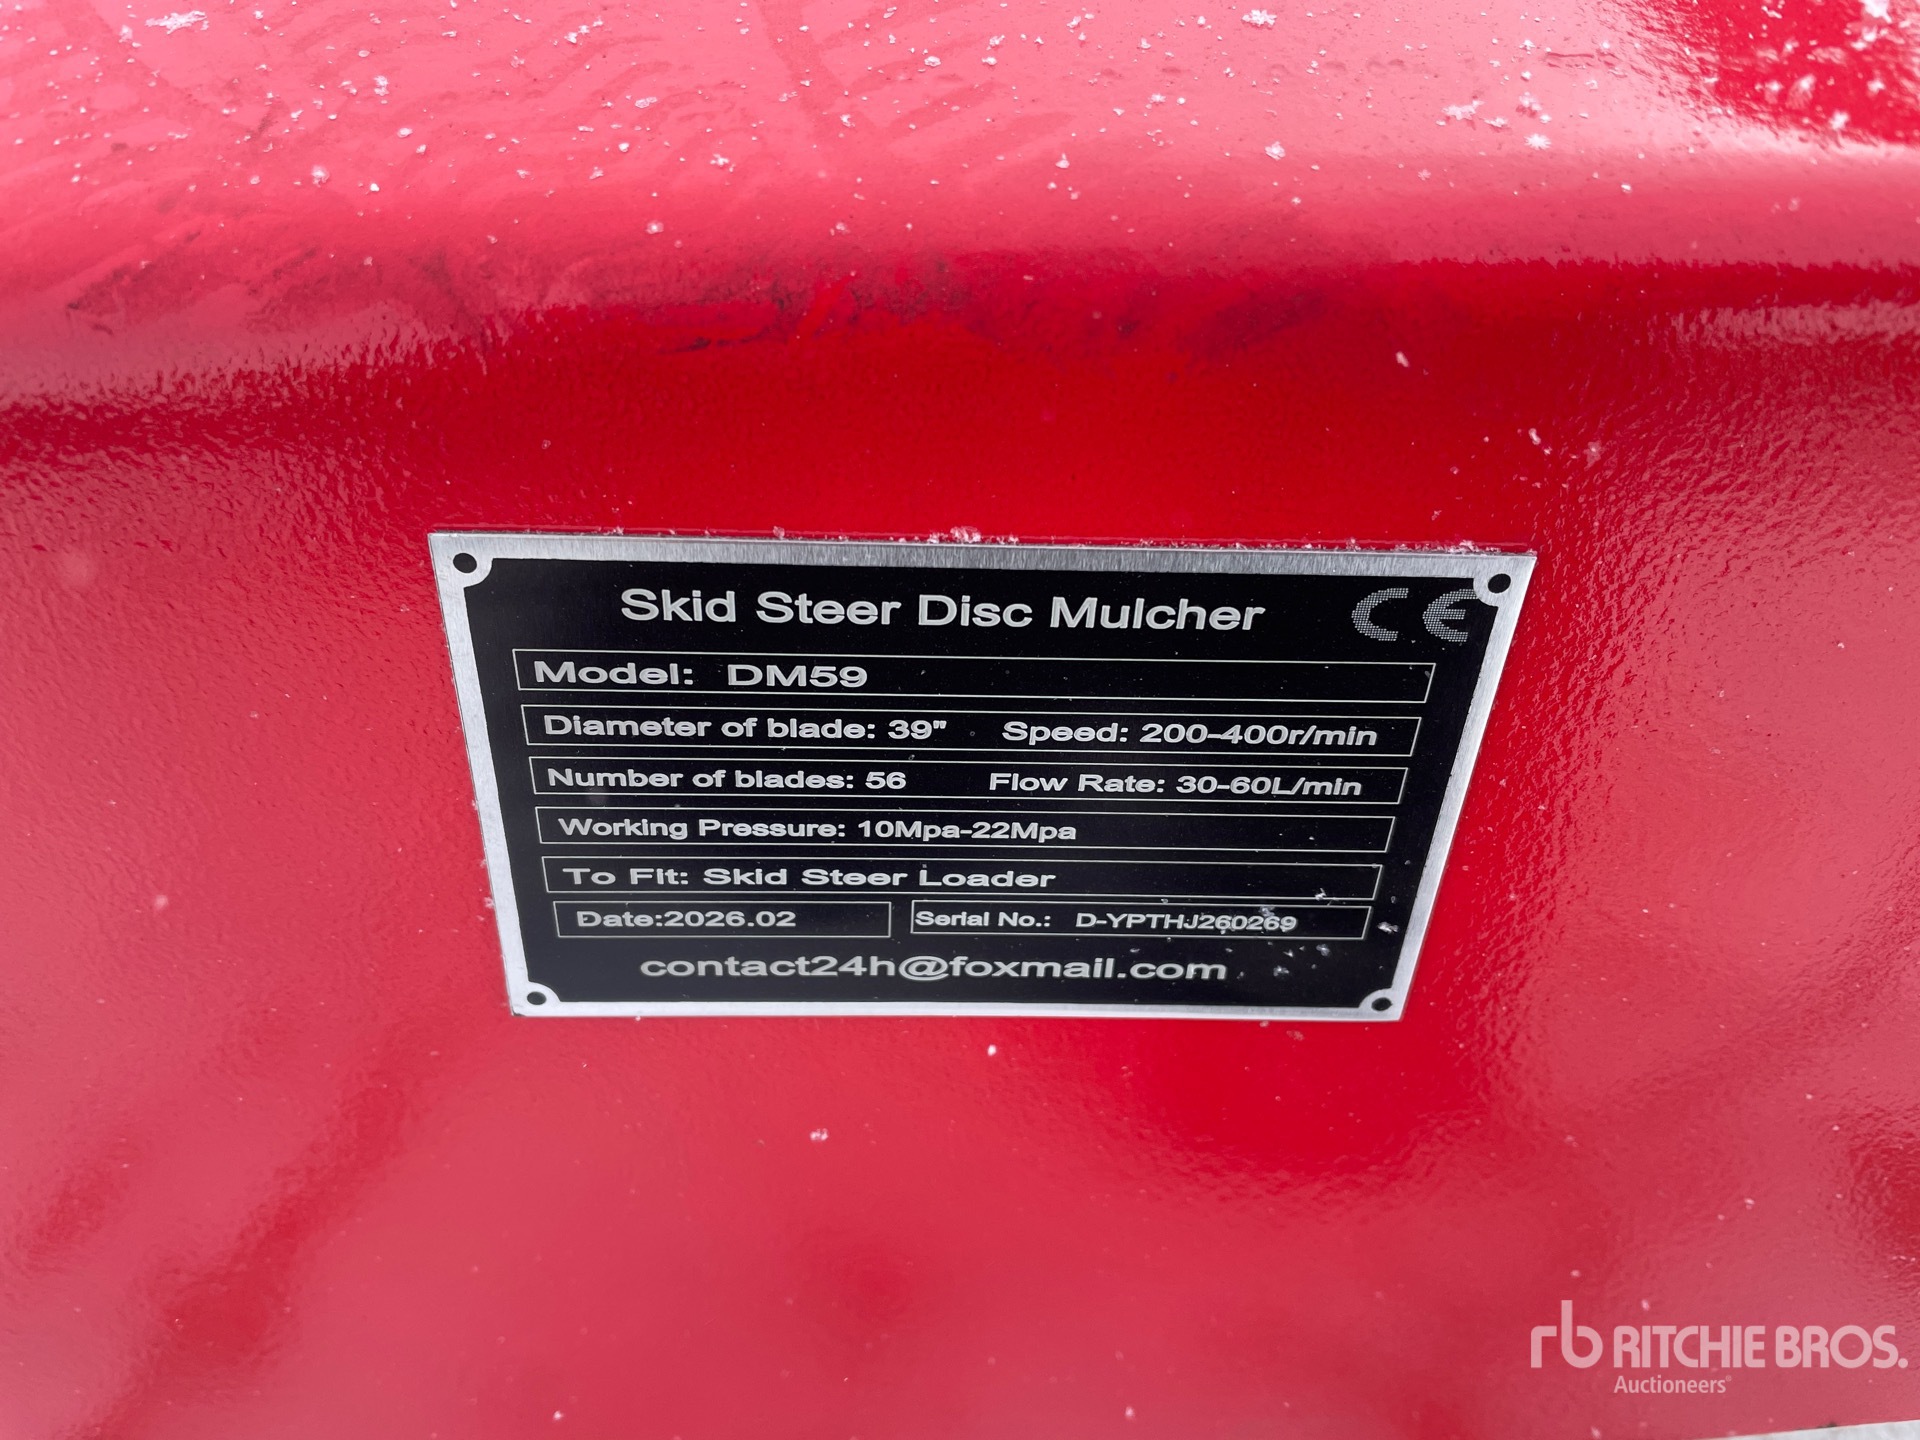 Skid Steer Disc Mulcher CE
Model: DM59
Diameter of blade: 39" Speed: 200-400r/min
Number of blades: 56 Flow Rate: 30-60L/min
Working Pressure: 10Mpa-22Mpa
To Fit: Skid Steer Loader
Date:2026.02 Serial No.: D-YPTHJ260269
contact24h@foxmail.com
rb RITCHIE BROS.
Auctioneers